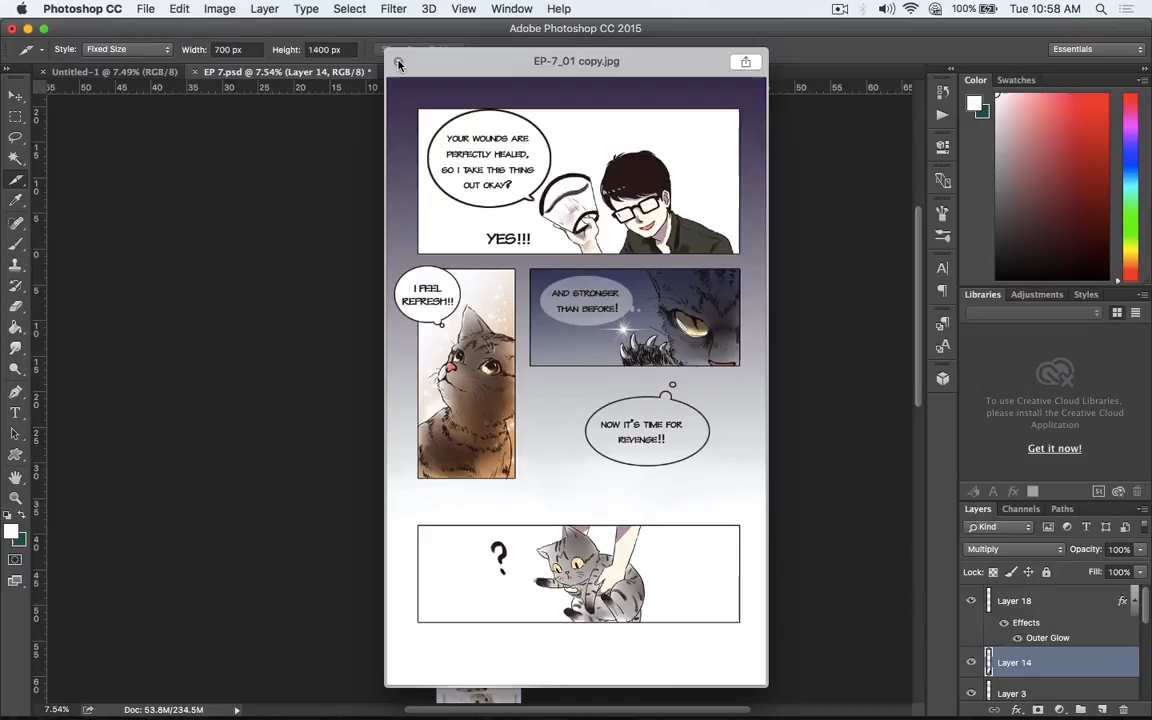 Photoshop CC File Edit Image Layer Type Select Filter 3D View Window Help 100% Tue 10:58 AM
Adobe Photoshop CC 2015
Style: Fixed Size Width: 700 px Height: 1400 px Essentials
Untitled-1 @ 7.49% (RGB/8) EP 7.psd @ 7.54% (Layer 14, RGB/8) *
EP-7_01 copy.jpg
YOUR WOUNDS ARE
PERFECTLY HEALED,
SO I TAKE THIS THING
OUT OKAY?
YES!!!
I FEEL
REFRESH!!
AND STRONGER
THAN BEFORE!
NOW IT'S TIME FOR
REVENGE!!
?
Color Swatches
Libraries Adjustments Styles
To use Creative Cloud Libraries,
please install the Creative Cloud
Application
Get it now!
Layers Channels Paths
Kind
Multiply Opacity: 100%
Lock: Fill: 100%
Layer 18 fx
Effects
Outer Glow
Layer 14
Layer 3
7.54% Doc: 53.8M/234.5M